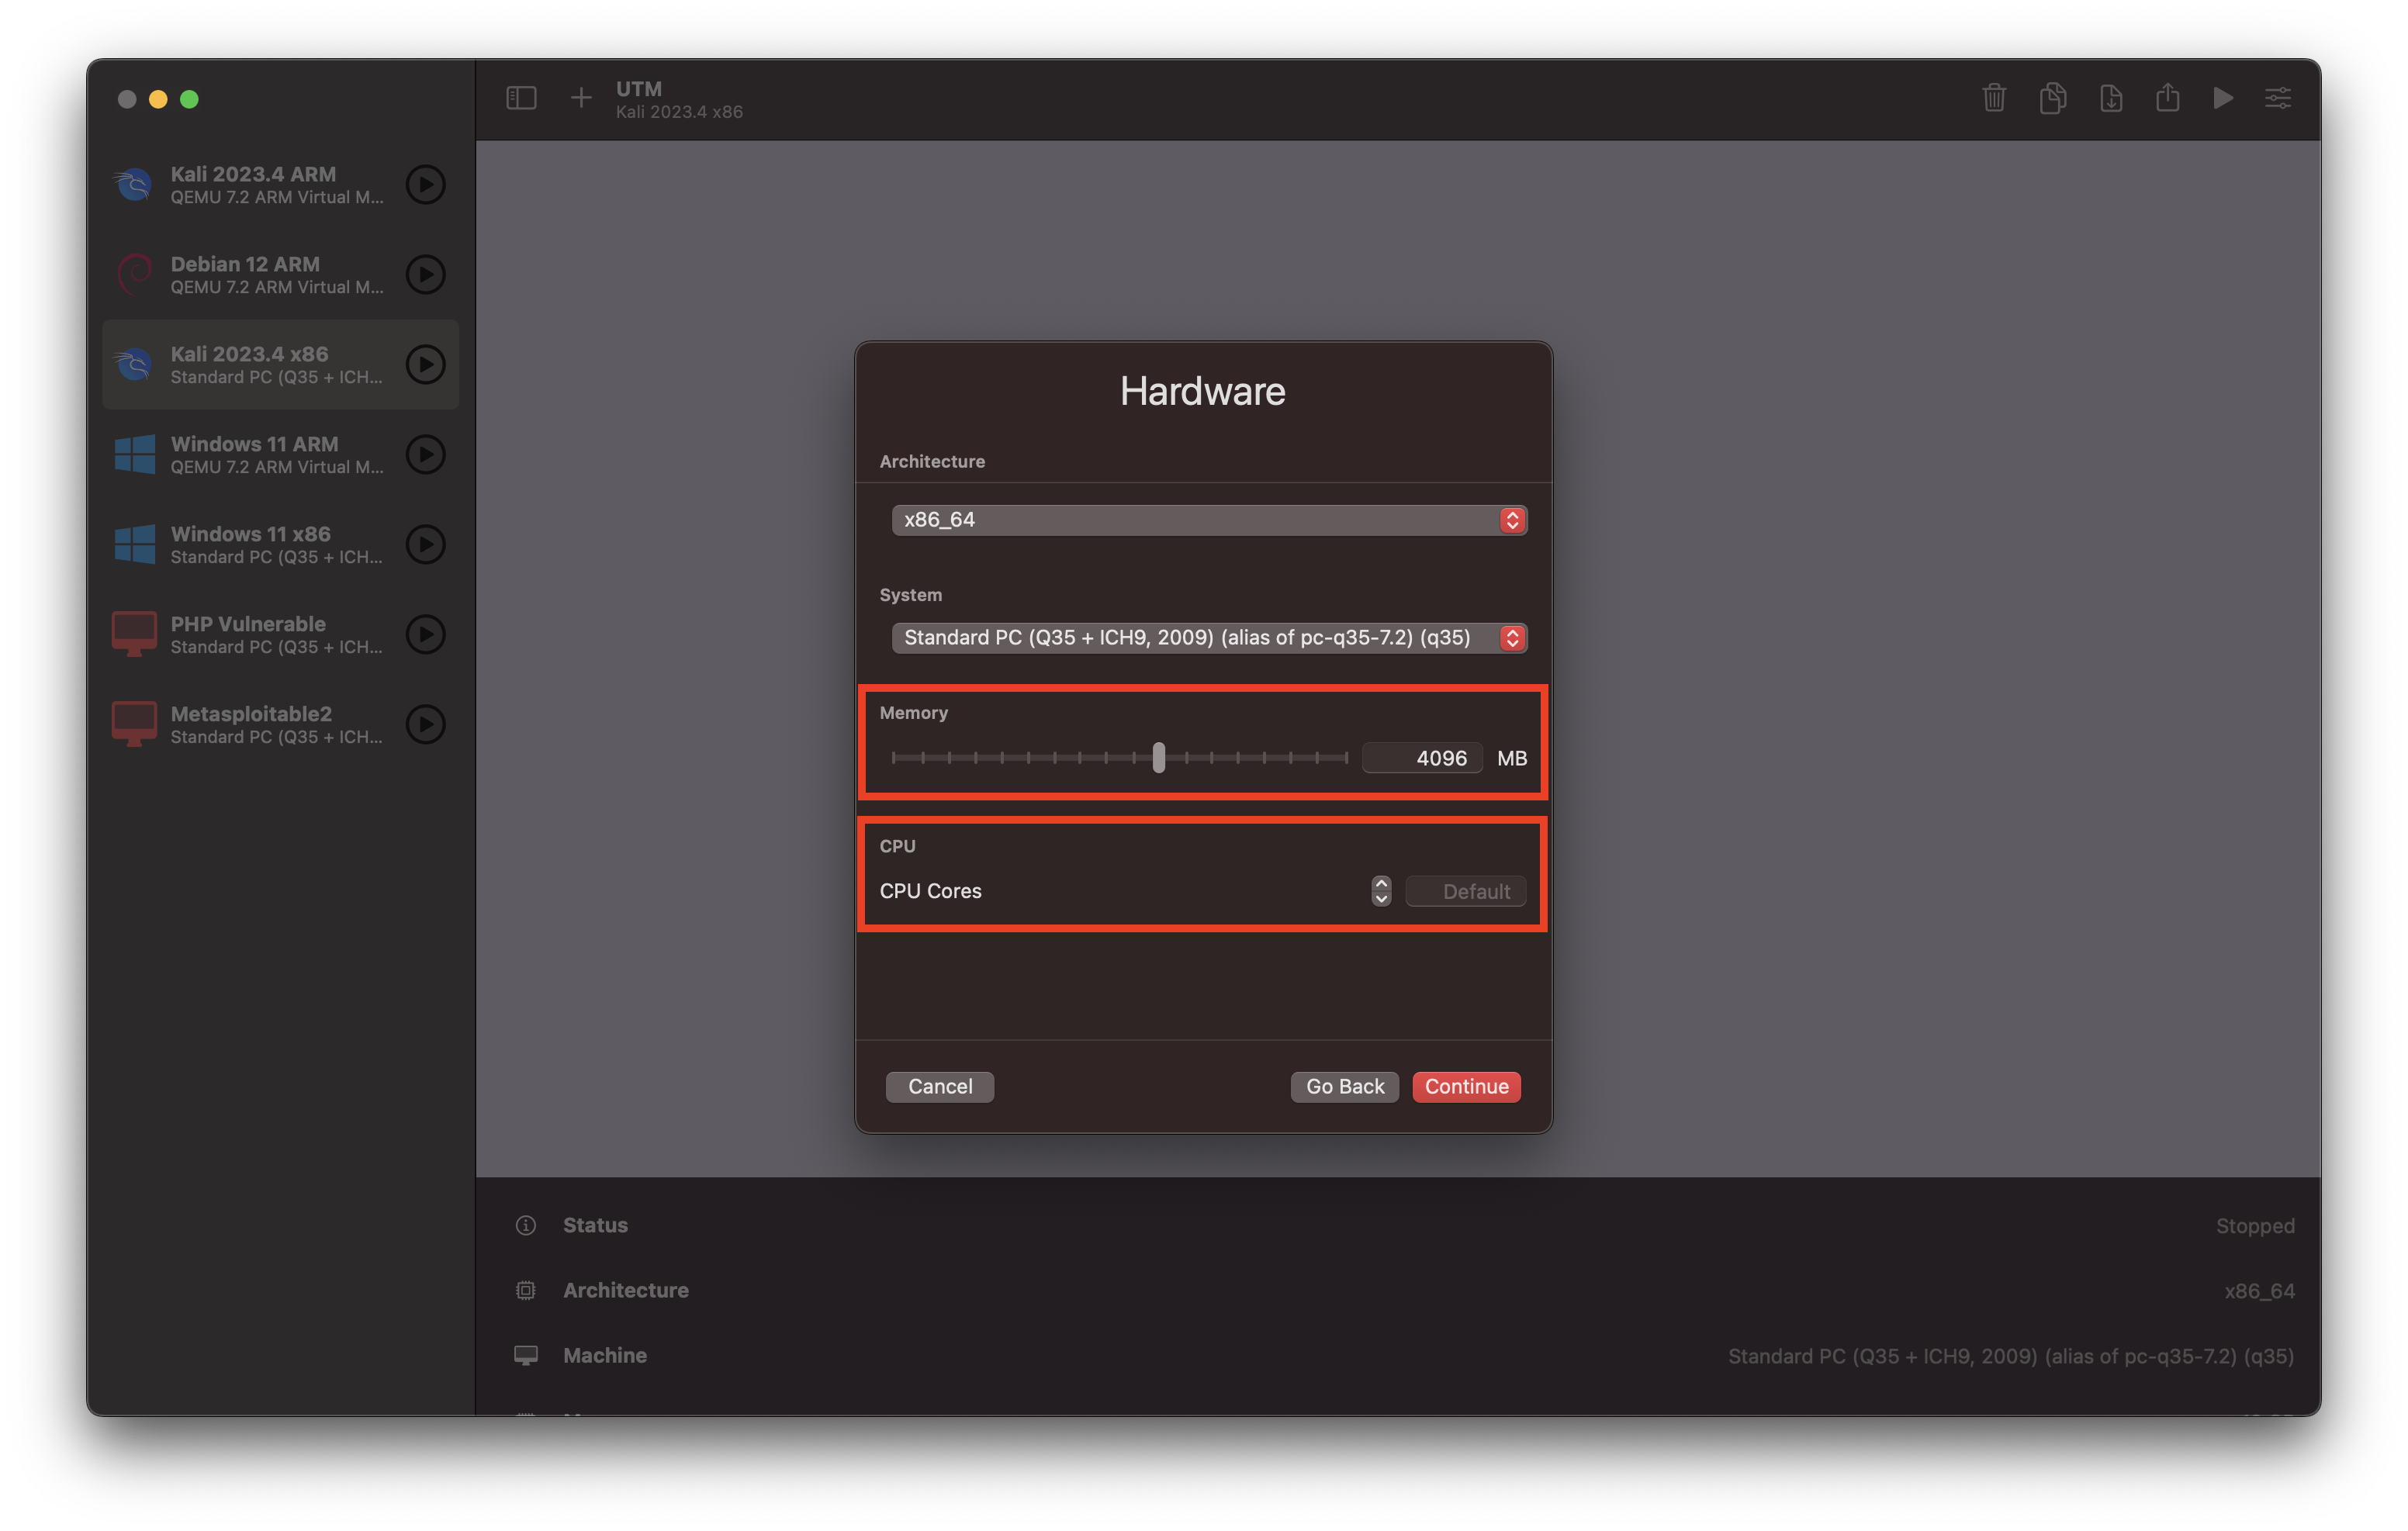 UTM
Kali 2023.4 x86
Kali 2023.4 ARM
QEMU 7.2 ARM Virtual M...
Debian 12 ARM
QEMU 7.2 ARM Virtual M...
Kali 2023.4 x86
Standard PC (Q35 + ICH...
Windows 11 ARM
QEMU 7.2 ARM Virtual M...
Windows 11 x86
Standard PC (Q35 + ICH...
PHP Vulnerable
Standard PC (Q35 + ICH...
Metasploitable2
Standard PC (Q35 + ICH...
Hardware
Architecture
x86_64
System
Standard PC (Q35 + ICH9, 2009) (alias of pc-q35-7.2) (q35)
Memory
4096 MB
CPU
CPU Cores Default
Cancel Go Back Continue
Status Stopped
Architecture x86_64
Machine Standard PC (Q35 + ICH9, 2009) (alias of pc-q35-7.2) (q35)